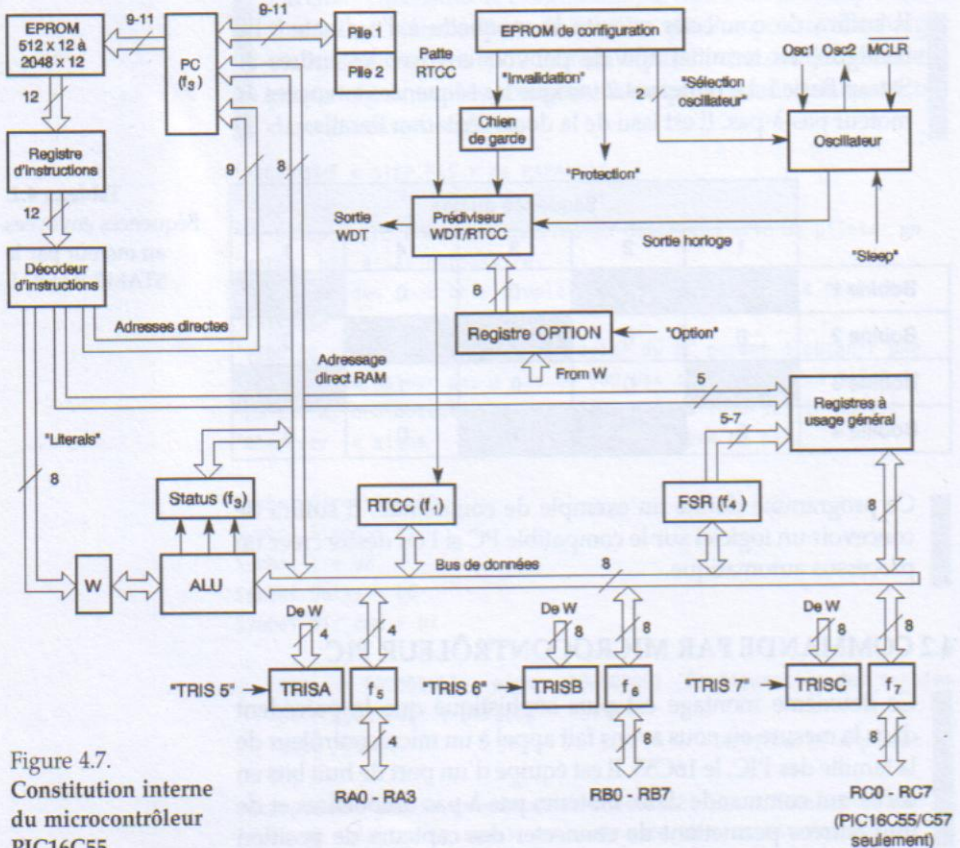 9-11
9-11
EPROM
512 x 12 à
2048 x 12
PC
(f₂)
Pile 1
Pile 2
Patte
RTCC
EPROM de configuration
Osc1 Osc2 MCLR
"Invalidation"
2
"Sélection
oscillateur"
12
Chien
de garde
Oscillateur
Registre
d'Instructions
9
8
"Protection"
12
Sortie
WDT
Prédiviseur
WDT/RTCC
Sortie horloge
"Sleep"
Décodeur
d'Instructions
6
Adresses directes
Registre OPTION
"Option"
Adressage
direct RAM
From W
5
Registres à
usage général
5-7
"Literals"
8
Status (f₃)
RTCC (f₁)
FSR (f₄)
8
W
ALU
Bus de données
8
De W
4
8
De W
8
8
De W
8
8
"TRIS 5"
TRISA
f₅
"TRIS 6"
TRISB
f₆
"TRIS 7"
TRISC
f₇
4
8
8
RA0 - RA3
RB0 - RB7
RC0 - RC7
(PIC16C55/C57
seulement)
Figure 4.7.
Constitution interne
du microcontrôleur
PIC16C55